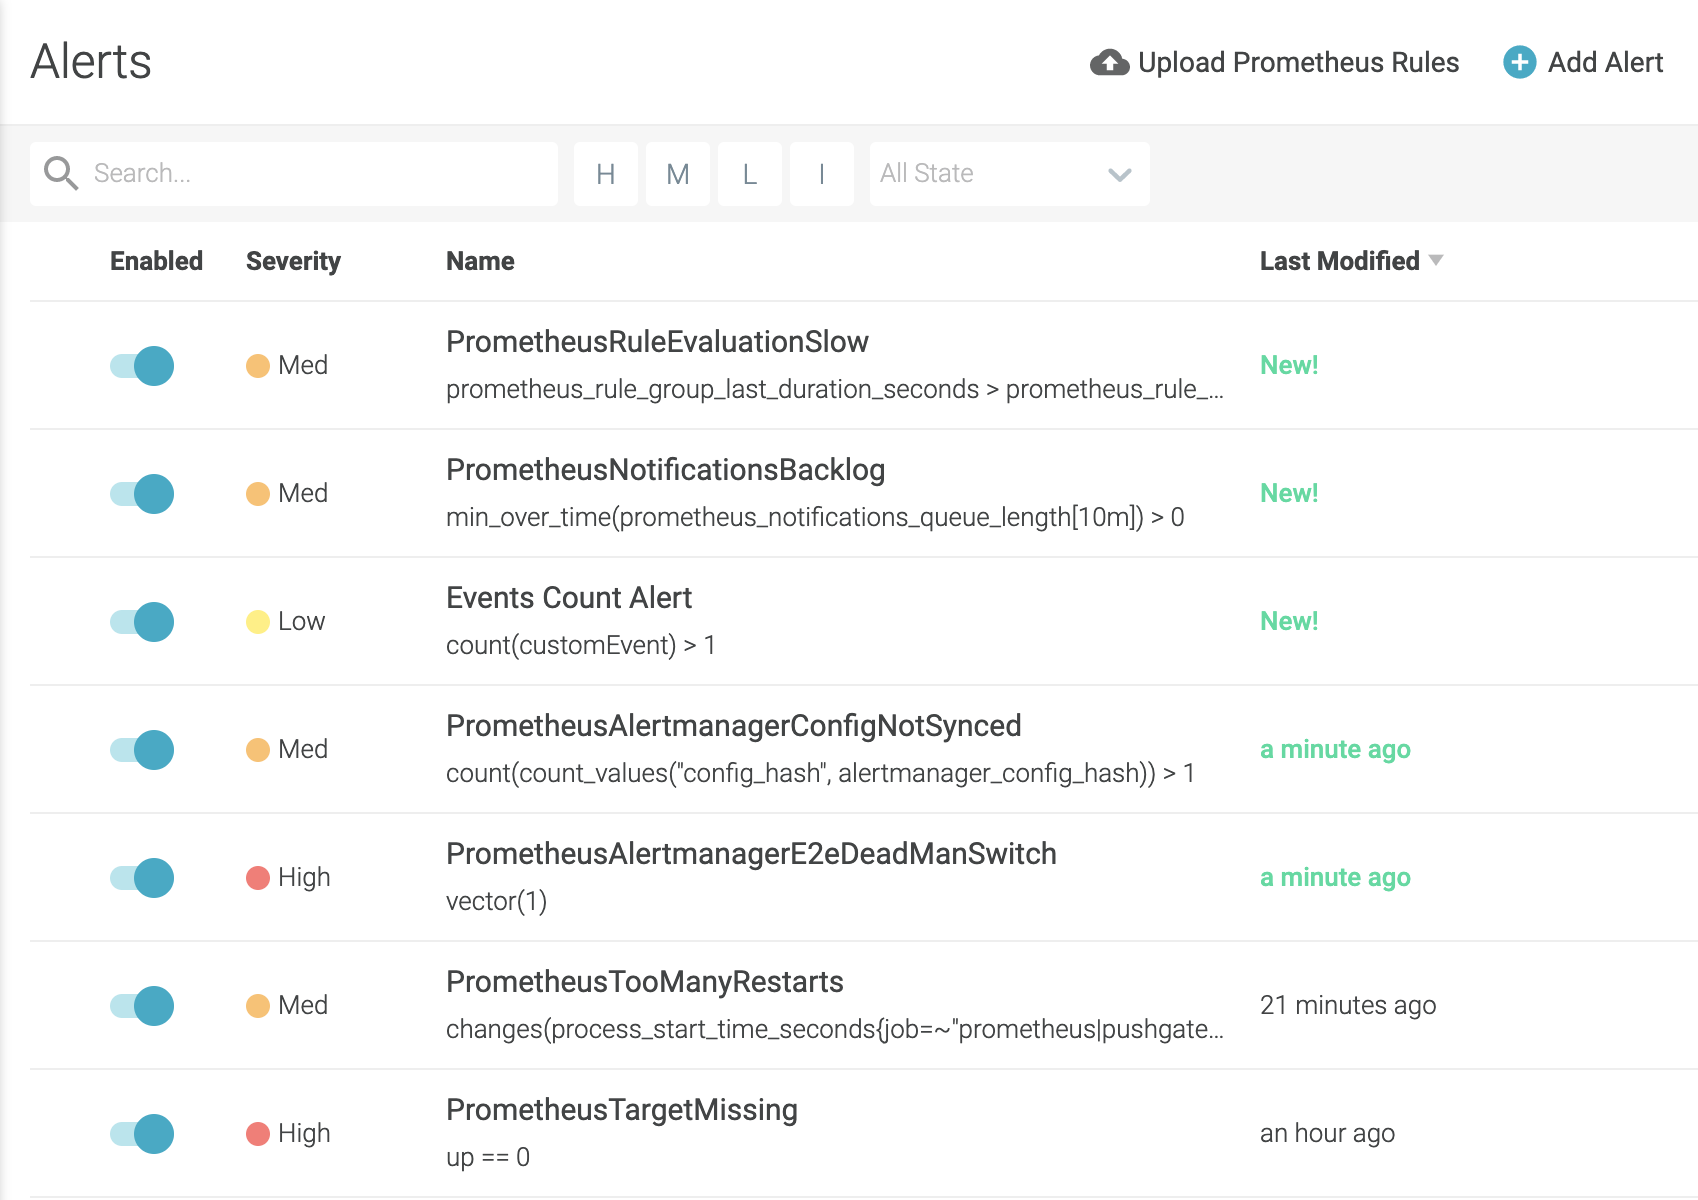 Alerts
Upload Prometheus Rules
Add Alert
Search...
H
M
L
I
All State
Enabled Severity Name Last Modified
PrometheusRuleEvaluationSlow
Med
New!
prometheus_rule_group_last_duration_seconds > prometheus_rule_...
PrometheusNotificationsBacklog
Med
New!
min_over_time(prometheus_notifications_queue_length[10m]) > 0
Events Count Alert
Low
New!
count(customEvent) > 1
PrometheusAlertmanagerConfigNotSynced
Med
a minute ago
count(count_values("config_hash", alertmanager_config_hash)) > 1
PrometheusAlertmanagerE2eDeadManSwitch
High
a minute ago
vector(1)
PrometheusTooManyRestarts
Med
21 minutes ago
changes(process_start_time_seconds{job=~"prometheus|pushgate...
PrometheusTargetMissing
High
an hour ago
up == 0